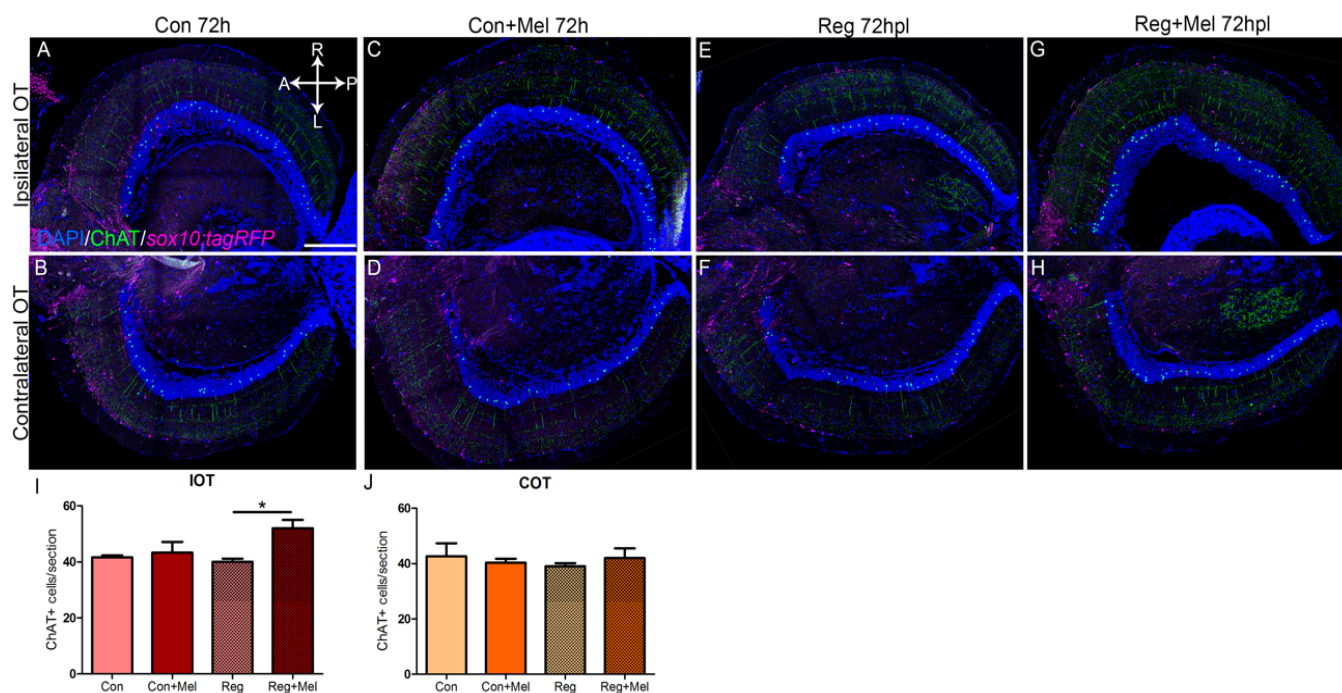 Con 72h
Con+Mel 72h
Reg 72hpl
Reg+Mel 72hpl
Ipsilateral OT
A
R
A
P
L
DAPI/ChAT/sox10:tagRFP
C
E
G
Contralateral OT
B
D
F
H
I
IOT
ChAT+ cells/section
60
40
20
0
*
Con
Con+Mel
Reg
Reg+Mel
J
COT
ChAT+ cells/section
60
40
20
0
Con
Con+Mel
Reg
Reg+Mel